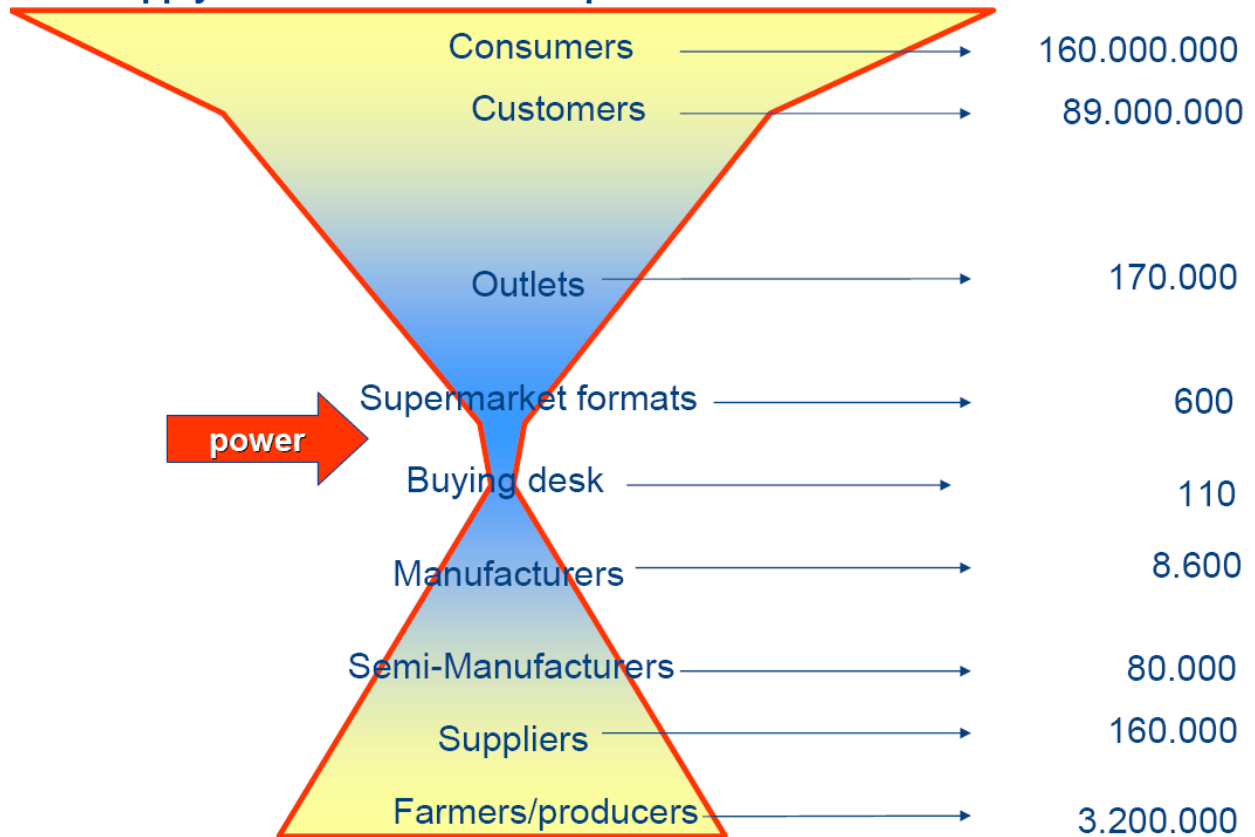 Consumers 160.000.000
Customers 89.000.000
Outlets 170.000
Supermarket formats 600
power
Buying desk 110
Manufacturers 8.600
Semi-Manufacturers 80.000
Suppliers 160.000
Farmers/producers 3.200.000